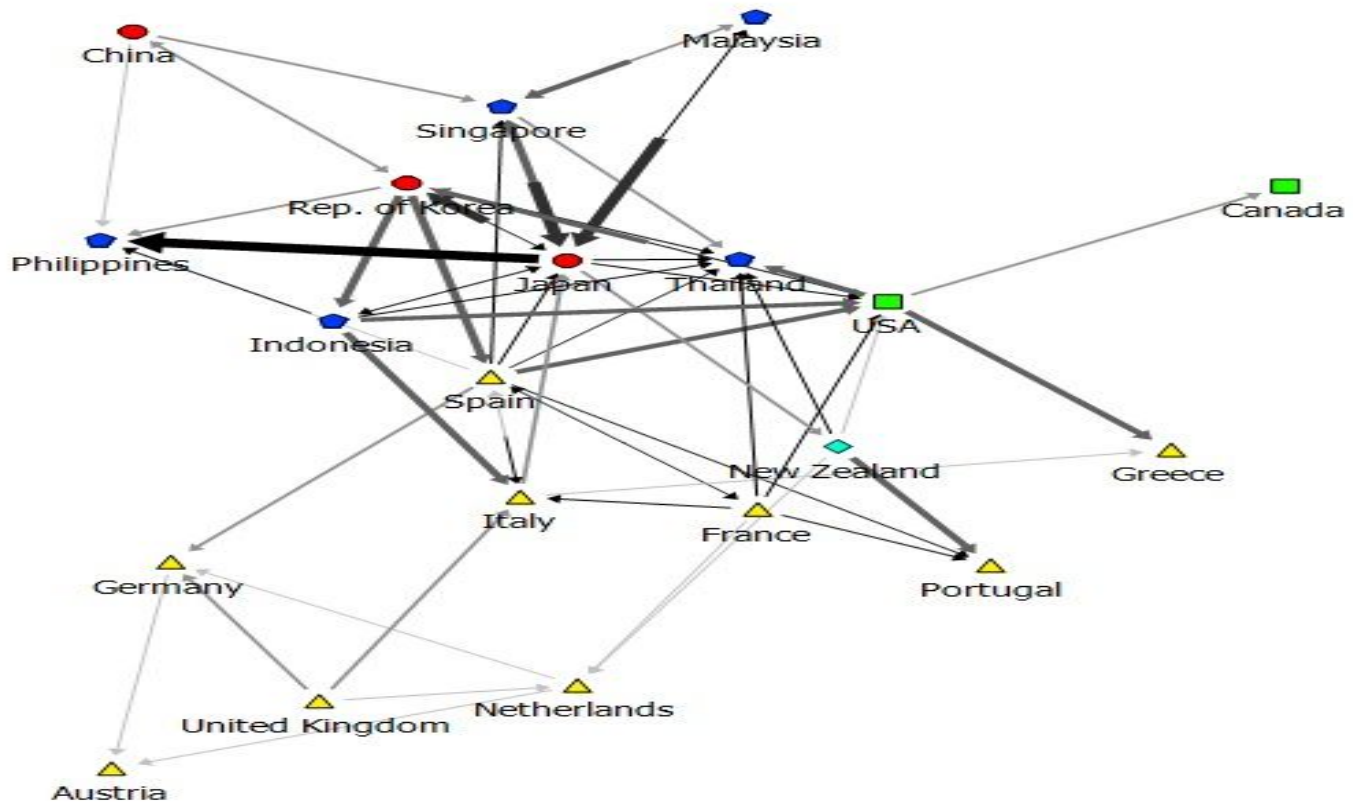 China
Malaysia
Singapore
Rep. of Korea
Canada
Philippines
Japan
Thailand
USA
Indonesia
Spain
New Zealand
Greece
Italy
France
Germany
Portugal
Netherlands
United Kingdom
Austria